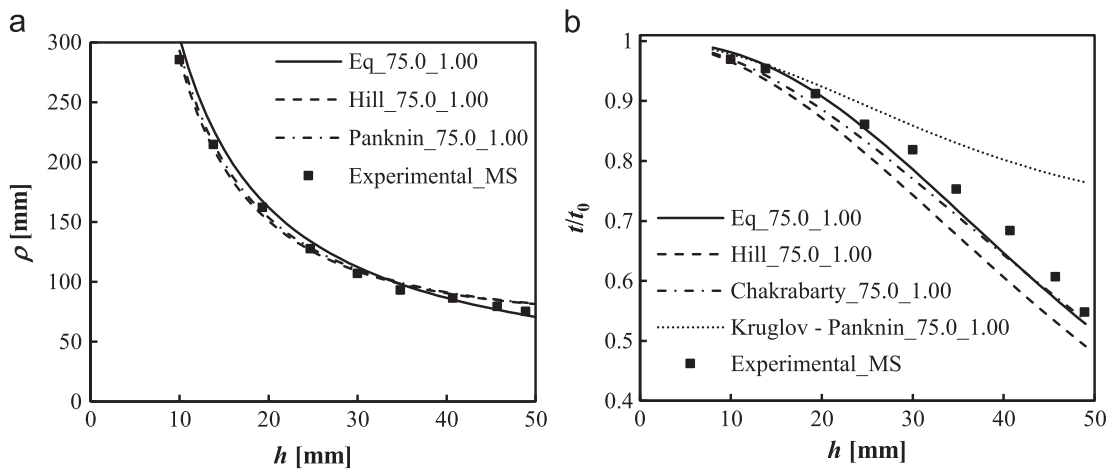 a
300
250
200
150
100
50
0
ρ [mm]
0 10 20 30 40 50
h [mm]
Eq_75.0_1.00
Hill_75.0_1.00
Panknin_75.0_1.00
Experimental_MS
b
1
0.9
0.8
0.7
0.6
0.5
0.4
t/t0
0 10 20 30 40 50
h [mm]
Eq_75.0_1.00
Hill_75.0_1.00
Chakrabarty_75.0_1.00
Kruglov - Panknin_75.0_1.00
Experimental_MS